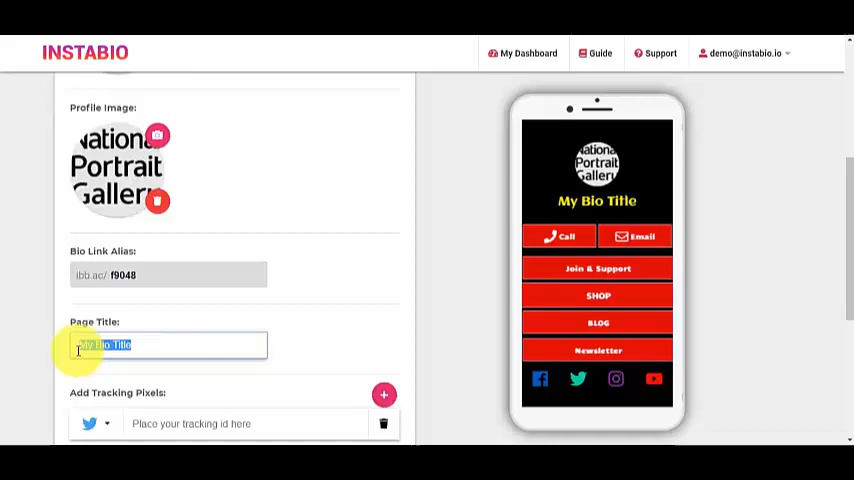 INSTABIO
My Dashboard
Guide
Support
demo@instabio.io
Profile Image:
National
Portrait
Gallery
Bio Link Alias:
ibb.ac/ f9048
Page Title:
My Bio Title
Add Tracking Pixels:
+
Place your tracking id here
National
Portrait
Gallery
My Bio Title
Call
Email
Join & Support
SHOP
BLOG
Newsletter